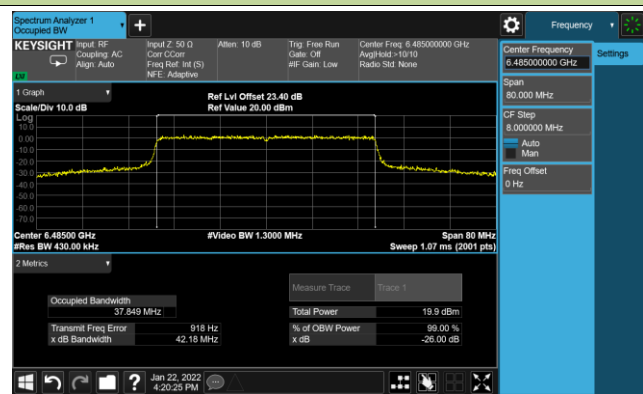 Spectrum Analyzer 1
Occupied BW
Frequency
KEYSIGHT
Input: RF
Coupling: AC
Align: Auto
Input Z: 50 Ω
Corr CCorr
Freq Ref: Int (S)
NFE: Adaptive
Atten: 10 dB
Trig: Free Run
Gate: Off
#IF Gain: Low
Center Freq: 6.485000000 GHz
Avg|Hold:>10/10
Radio Std: None
LXI
Center Frequency
6.485000000 GHz
Settings
Span
80.000 MHz
CF Step
8.000000 MHz
Auto
Man
Freq Offset
0 Hz
1 Graph
Scale/Div 10.0 dB
Ref Lvl Offset 23.40 dB
Ref Value 20.00 dBm
Log
10.0
0.00
-10.0
-20.0
-30.0
-40.0
-50.0
-60.0
-70.0
Center 6.48500 GHz
#Res BW 430.00 kHz
#Video BW 1.3000 MHz
Span 80 MHz
Sweep 1.07 ms (2001 pts)
2 Metrics
Measure Trace
Trace 1
Occupied Bandwidth
37.849 MHz
Total Power
19.9 dBm
Transmit Freq Error
918 Hz
% of OBW Power
99.00 %
x dB Bandwidth
42.18 MHz
x dB
-26.00 dB
Jan 22, 2022
4:20:25 PM